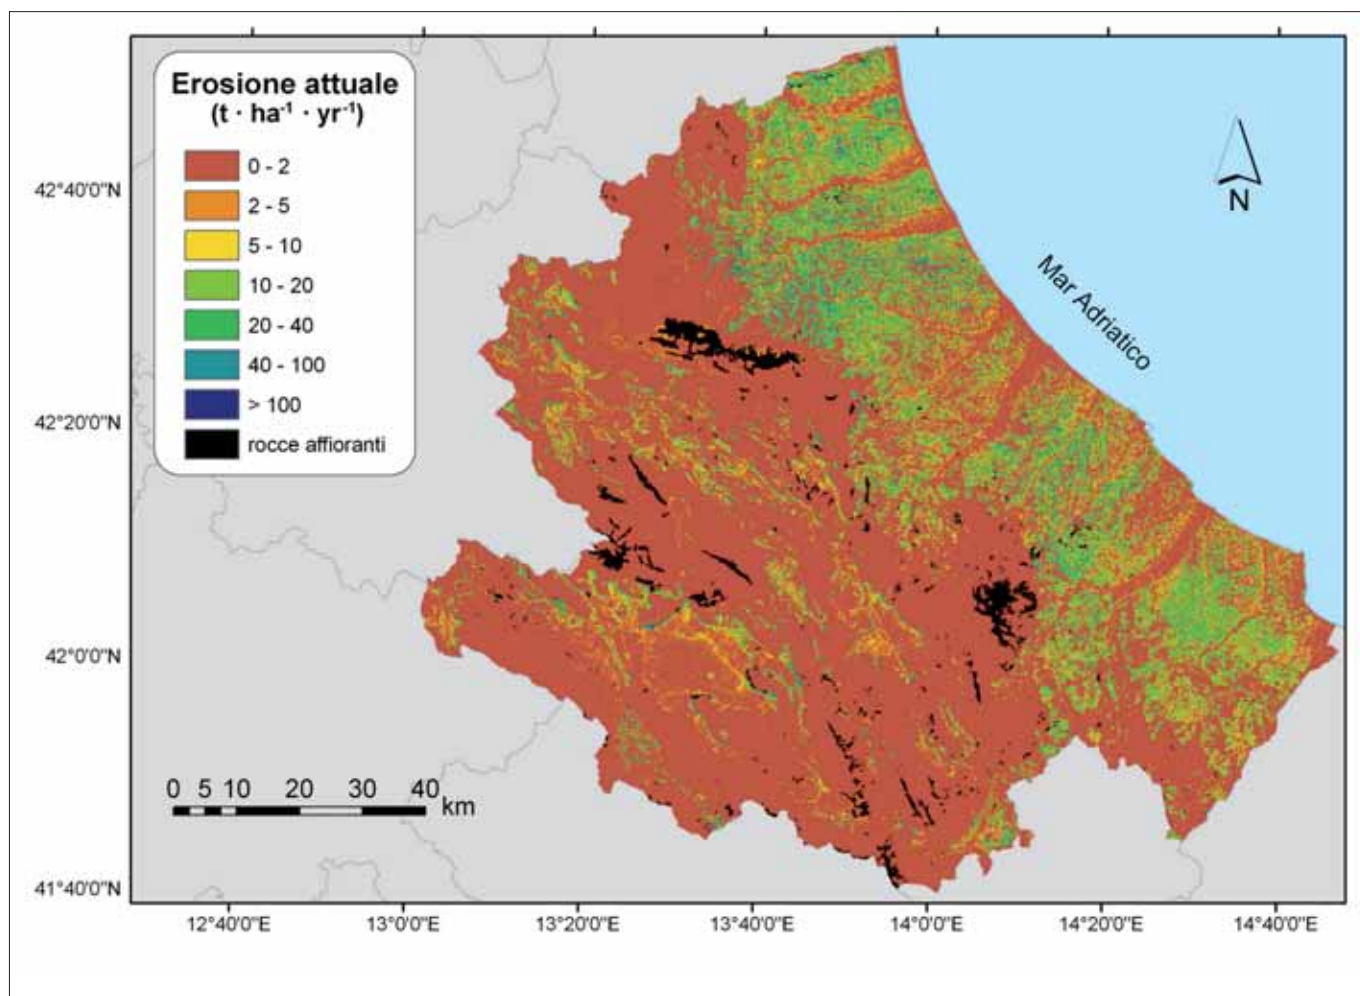 Erosione attuale
(t · ha⁻¹ · yr⁻¹)
0 - 2
2 - 5
5 - 10
10 - 20
20 - 40
40 - 100
> 100
rocce affioranti
N
Mar Adriatico
42°40'0"N
42°20'0"N
42°0'0"N
41°40'0"N
0 5 10 20 30 40
km
12°40'0"E 13°0'0"E 13°20'0"E 13°40'0"E 14°0'0"E 14°20'0"E 14°40'0"E